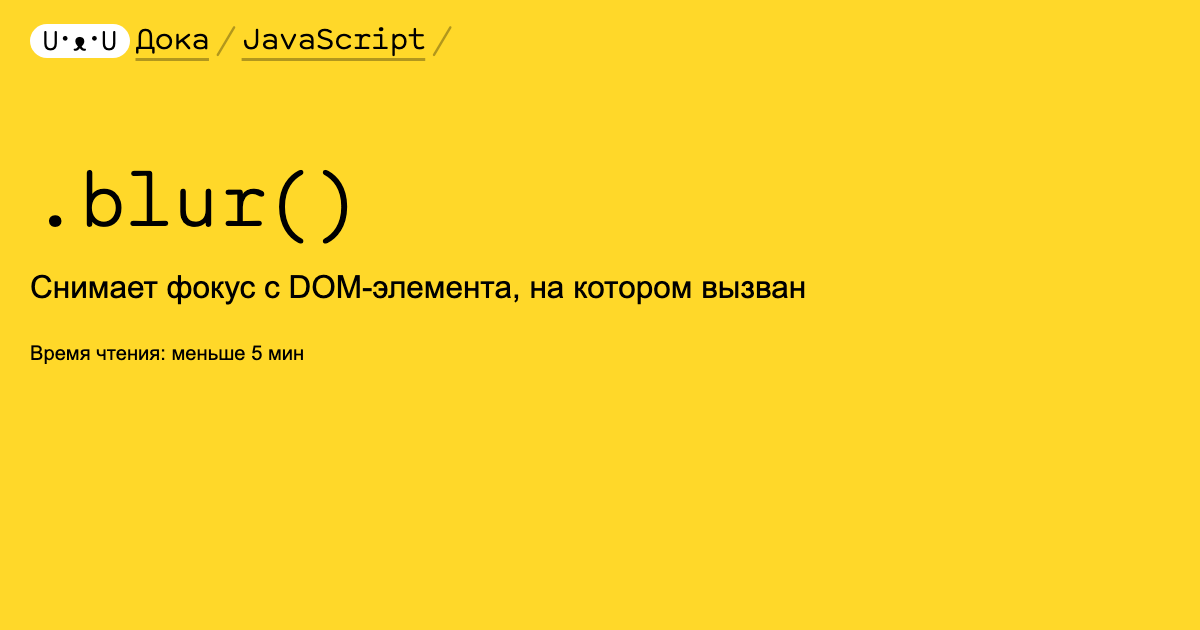 U·ᴥ·U Дока / JavaScript /
.blur()
Снимает фокус с DOM-элемента, на котором вызван
Время чтения: меньше 5 мин